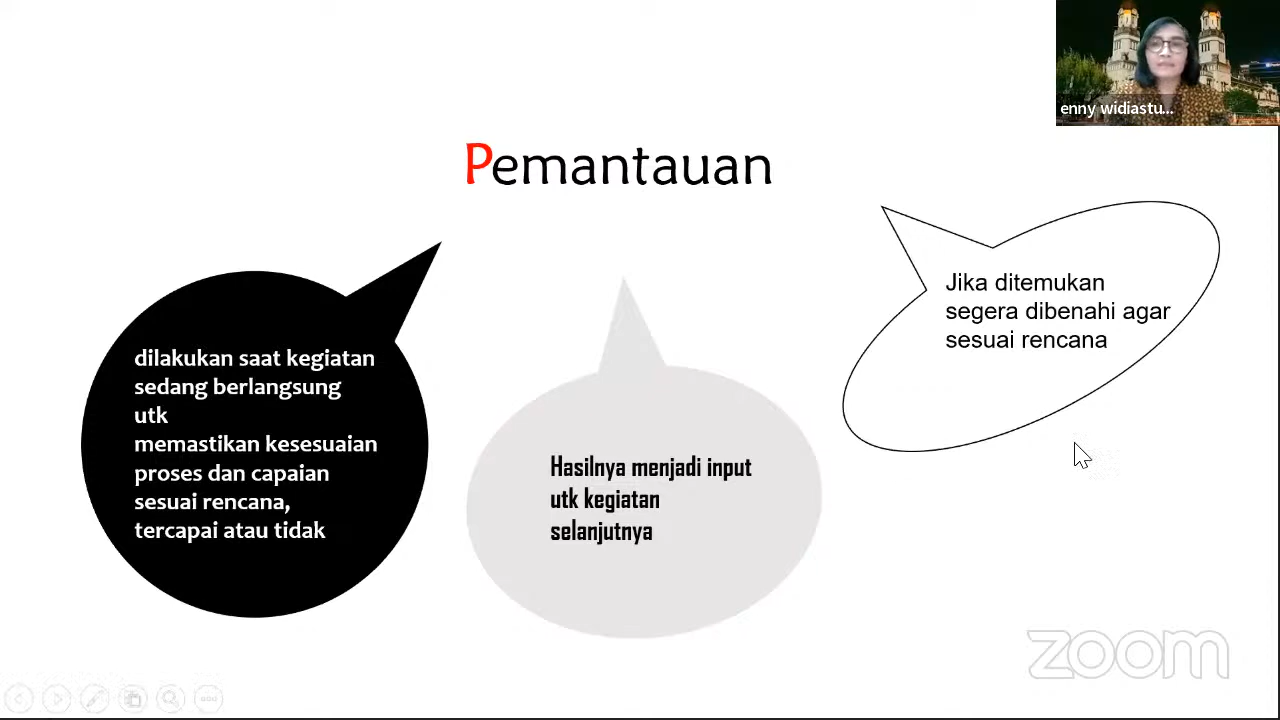 enny widiastu...
Pemantauan
dilakukan saat kegiatan
sedang berlangsung
utk
memastikan kesesuaian
proses dan capaian
sesuai rencana,
tercapai atau tidak
Hasilnya menjadi input
utk kegiatan
selanjutnya
Jika ditemukan
segera dibenahi agar
sesuai rencana
zoom